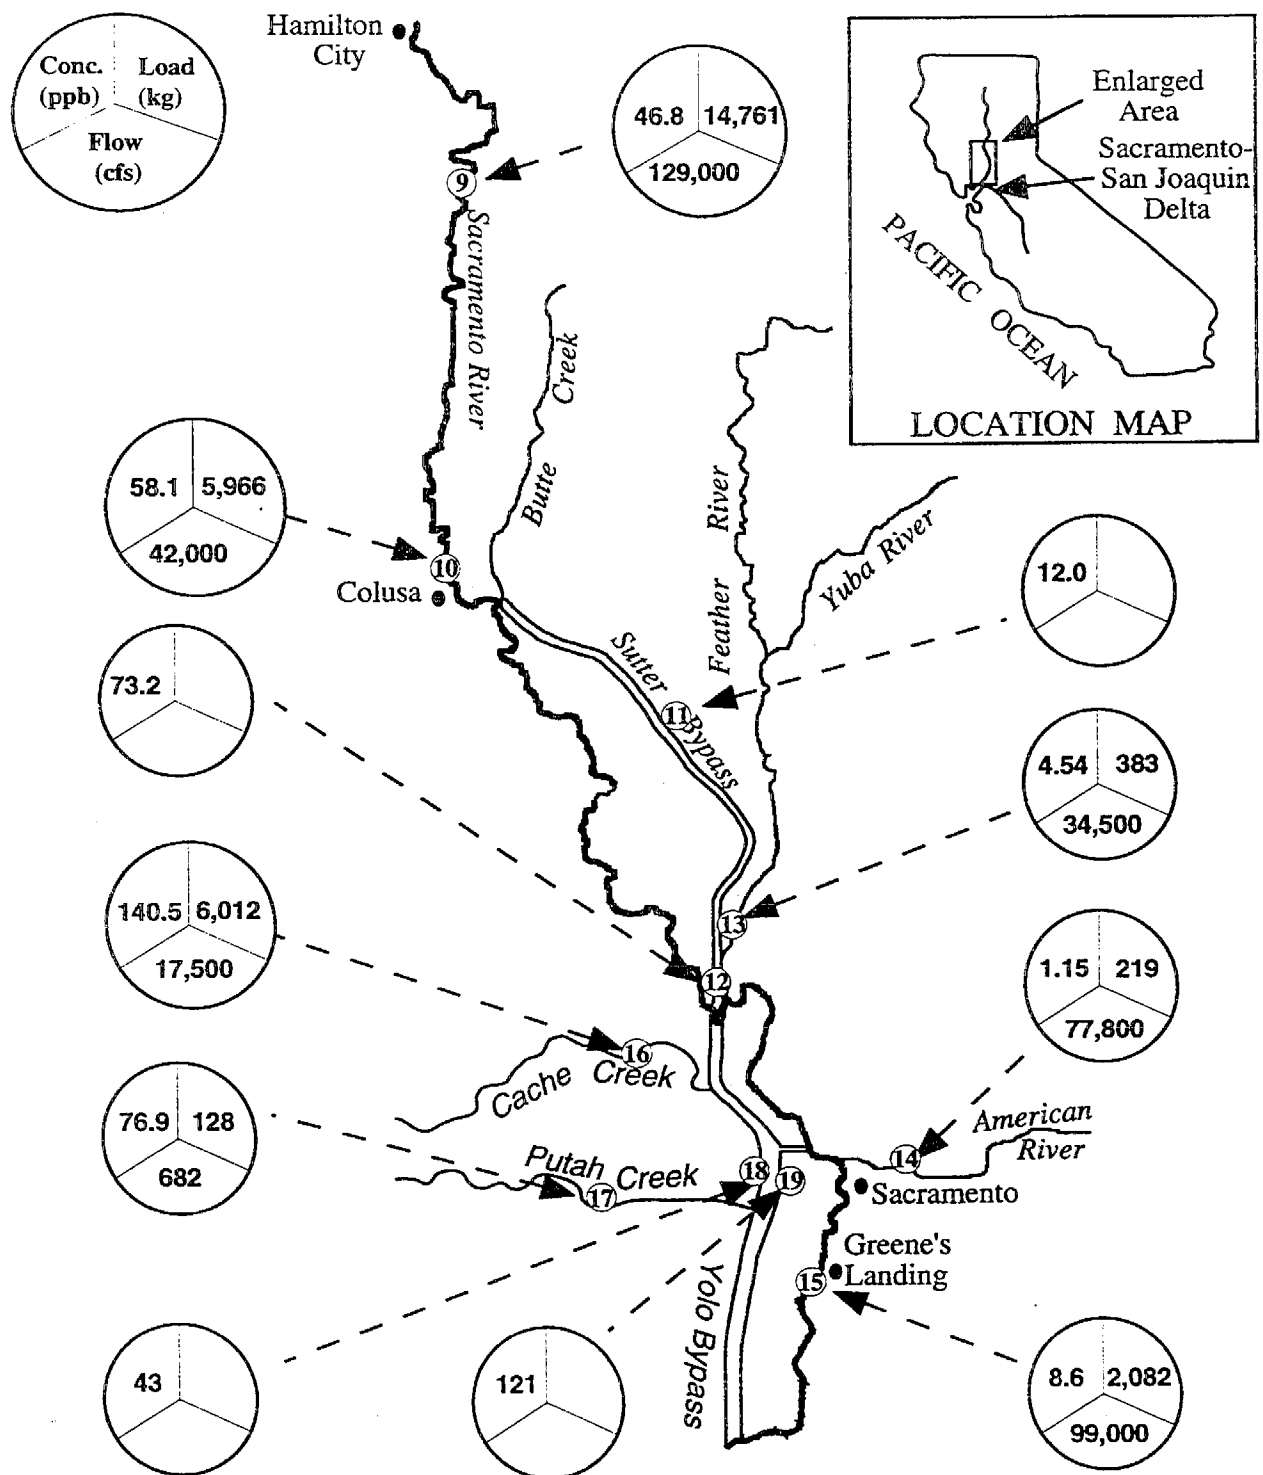 Hamilton
City
Conc.
(ppb)
Load
(kg)
Flow
(cfs)
46.8
14,761
129,000
9
Sacramento River
Enlarged
Area
Sacramento-
San Joaquin
Delta
PACIFIC OCEAN
LOCATION MAP
Butte Creek
Feather River
Yuba River
58.1
5,966
42,000
10
Colusa
12.0
Sutter Bypass
11
73.2
4.54
383
34,500
13
12
140.5
6,012
17,500
16
Cache Creek
1.15
219
77,800
76.9
128
682
Putah Creek
17
18
19
14
American
River
Sacramento
Greene's
Landing
15
Yolo Bypass
43
121
8.6
2,082
99,000